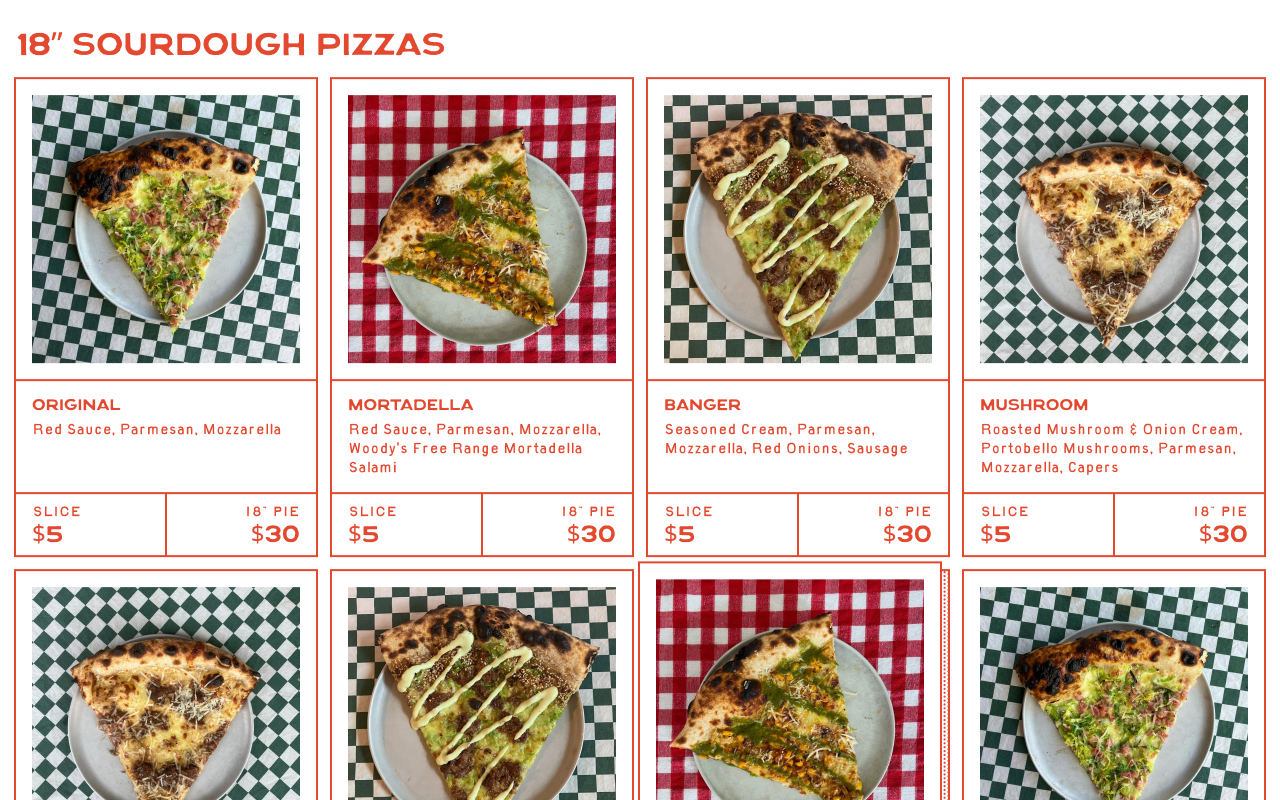 18" SOURDOUGH PIZZAS
ORIGINAL
Red Sauce, Parmesan, Mozzarella
SLICE
$5
18" PIE
$30
MORTADELLA
Red Sauce, Parmesan, Mozzarella,
Woody's Free Range Mortadella
Salami
SLICE
$5
18" PIE
$30
BANGER
Seasoned Cream, Parmesan,
Mozzarella, Red Onions, Sausage
SLICE
$5
18" PIE
$30
MUSHROOM
Roasted Mushroom & Onion Cream,
Portobello Mushrooms, Parmesan,
Mozzarella, Capers
SLICE
$5
18" PIE
$30